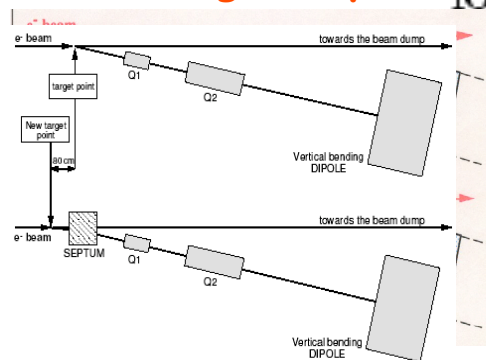 e⁻ beam
e⁻ beam
towards the beam dump
Q1
target point
Q2
New target
point
Vertical bending
DIPOLE
80 cm
e⁻ beam
towards the beam dump
SEPTUM
Q1
Q2
Vertical bending
DIPOLE